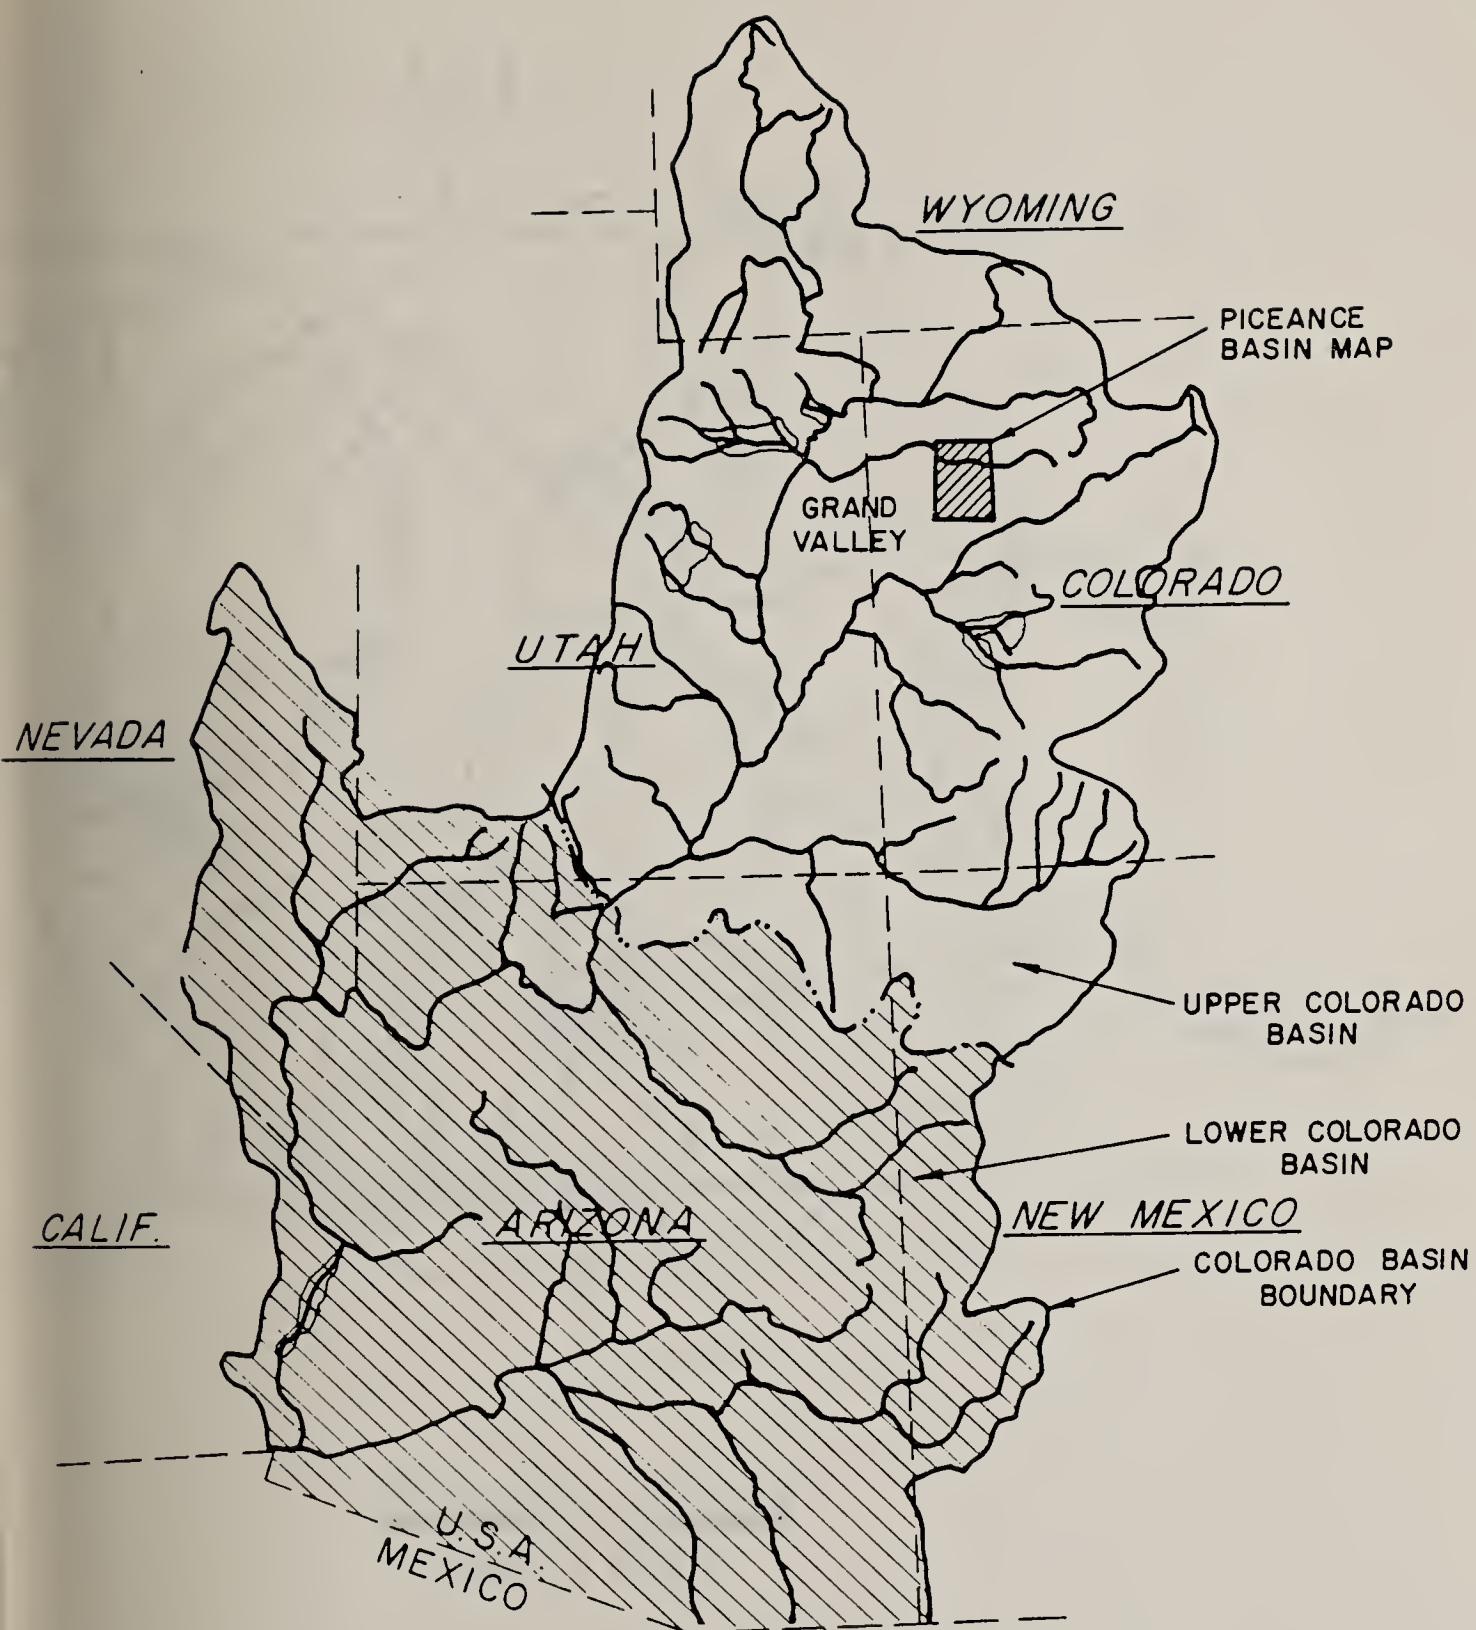 WYOMING
PICEANCE
BASIN MAP
GRAND
VALLEY
COLORADO
UTAH
NEVADA
UPPER COLORADO
BASIN
LOWER COLORADO
BASIN
CALIF.
ARIZONA
NEW MEXICO
COLORADO BASIN
BOUNDARY
U.S.A.
MEXICO